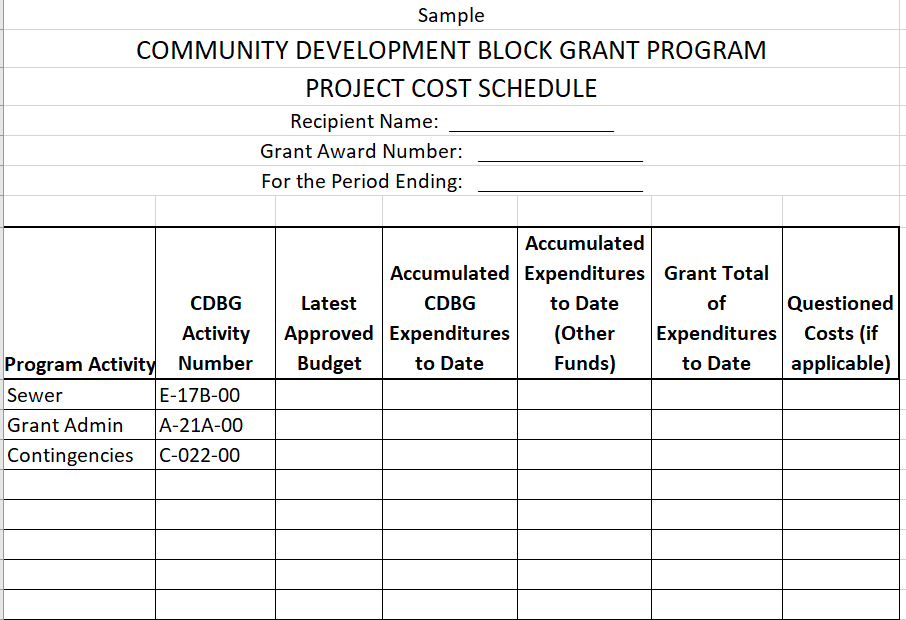 Sample
COMMUNITY DEVELOPMENT BLOCK GRANT PROGRAM
PROJECT COST SCHEDULE
Recipient Name: _______________
Grant Award Number: _______________
For the Period Ending: _______________
Program Activity
CDBG
Activity
Number
Latest
Approved
Budget
Accumulated
CDBG
Expenditures
to Date
Accumulated
Expenditures
to Date
(Other
Funds)
Grant Total
of
Expenditures
to Date
Questioned
Costs (if
applicable)
Sewer E-17B-00
Grant Admin A-21A-00
Contingencies C-022-00